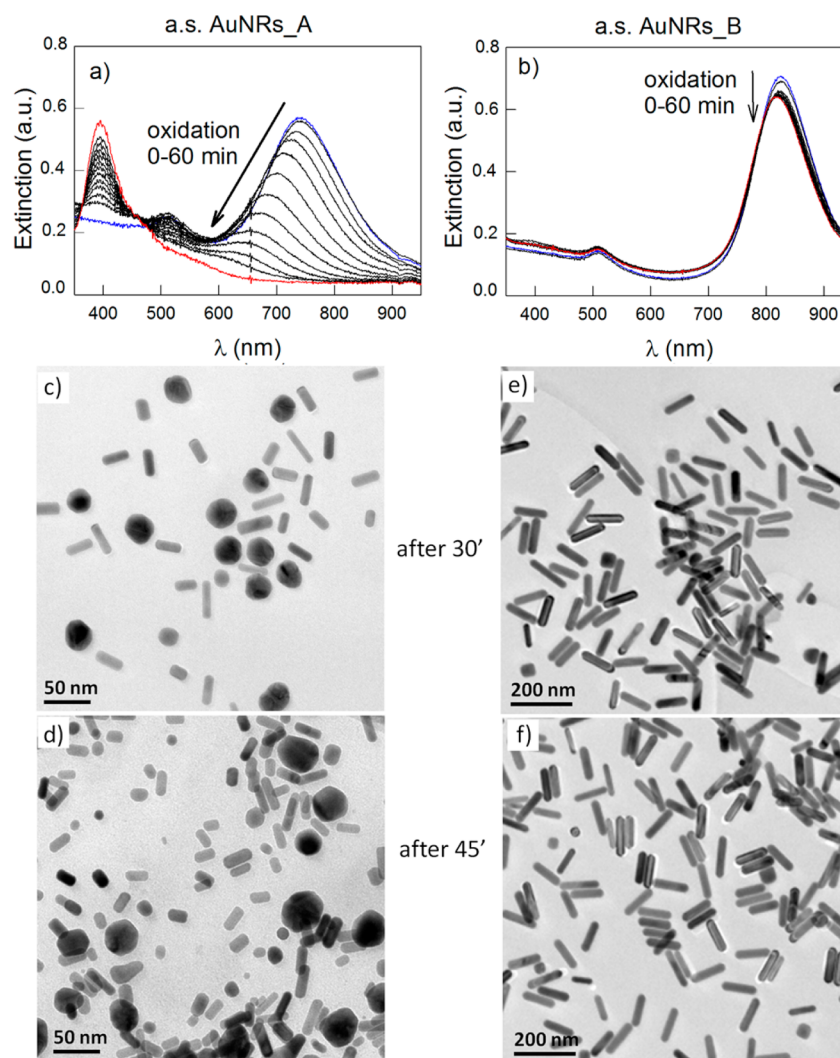 a.s. AuNRs_A
a.s. AuNRs_B
a)
oxidation
0-60 min
Extinction (a.u.)
0.8
0.6
0.4
0.2
0.0
400 500 600 700 800 900
λ (nm)
b)
oxidation
0-60 min
Extinction (a.u.)
0.8
0.6
0.4
0.2
0.0
400 500 600 700 800 900
λ (nm)
c)
50 nm
e)
200 nm
after 30'
d)
50 nm
f)
200 nm
after 45'